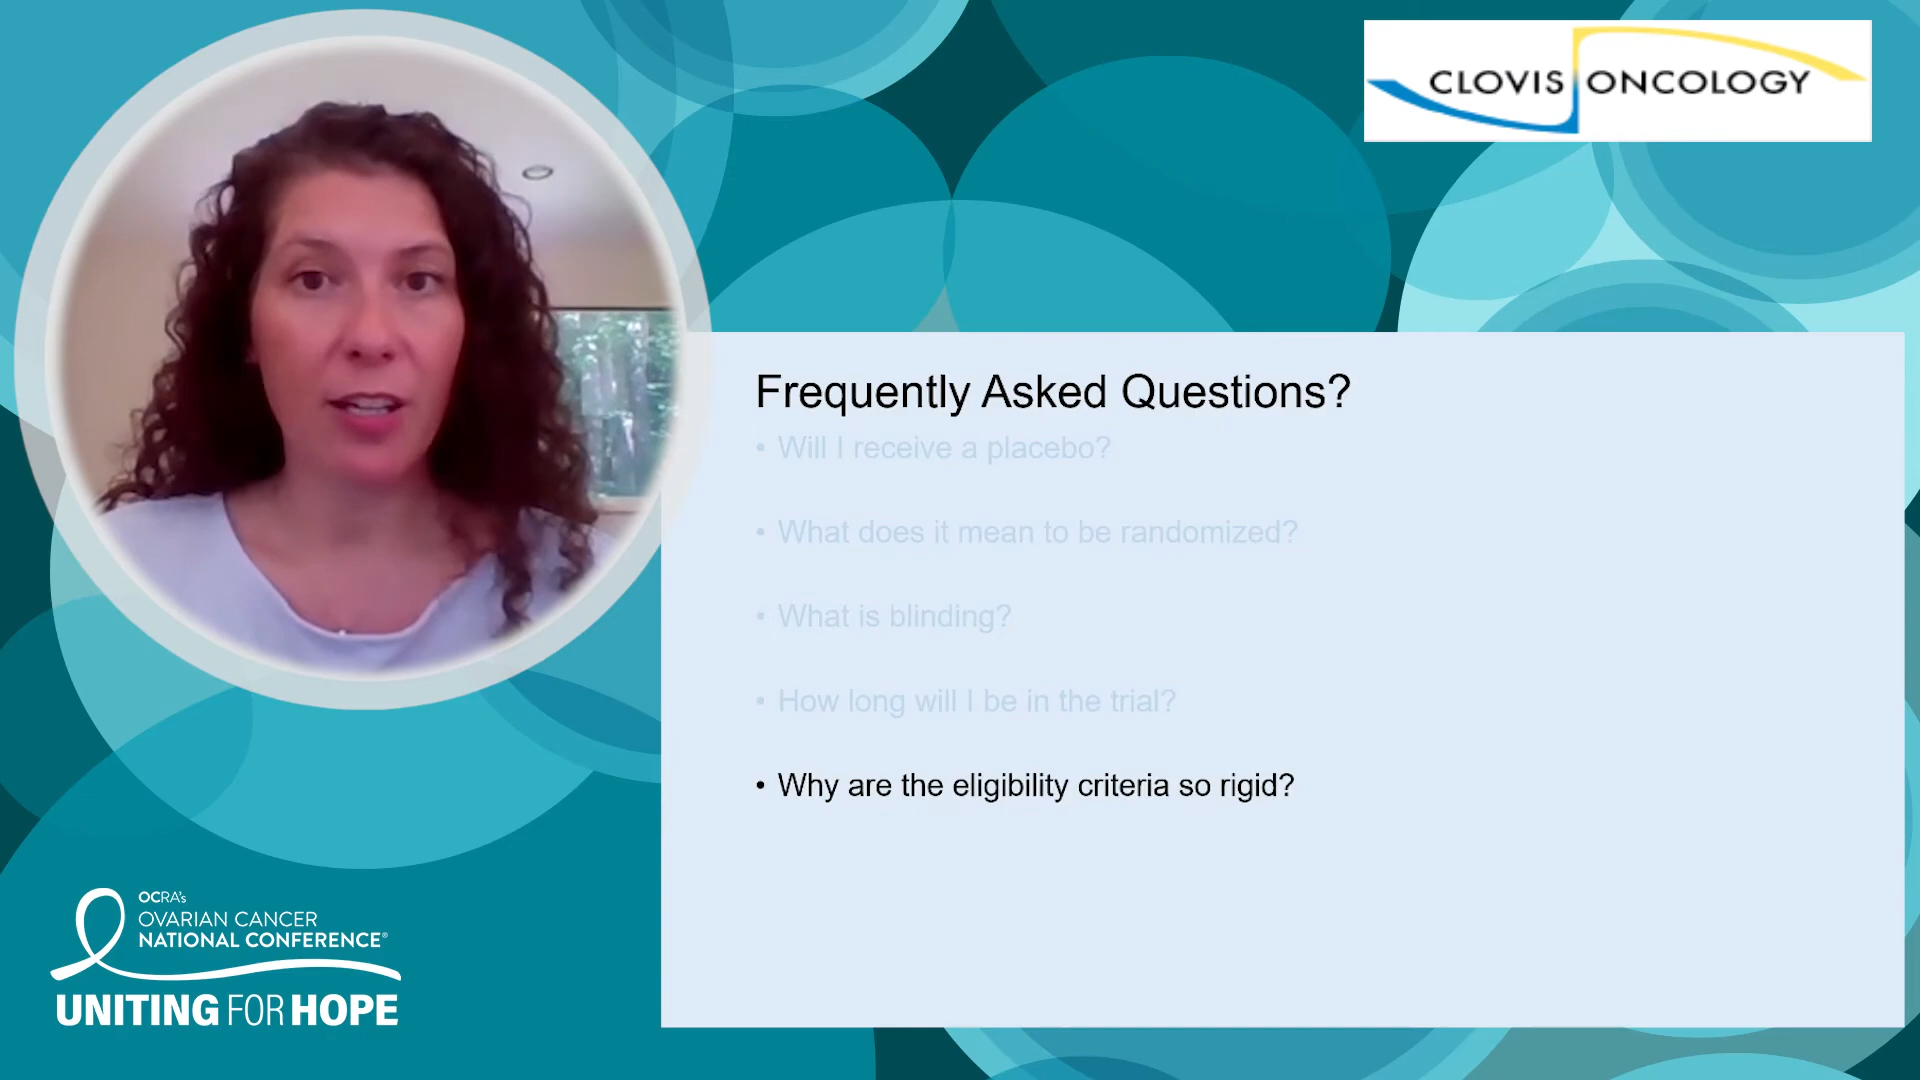 CLOVIS ONCOLOGY
Frequently Asked Questions?
• Will I receive a placebo?
• What does it mean to be randomized?
• What is blinding?
• How long will I be in the trial?
• Why are the eligibility criteria so rigid?
OCRA's
OVARIAN CANCER
NATIONAL CONFERENCE®
UNITING FOR HOPE